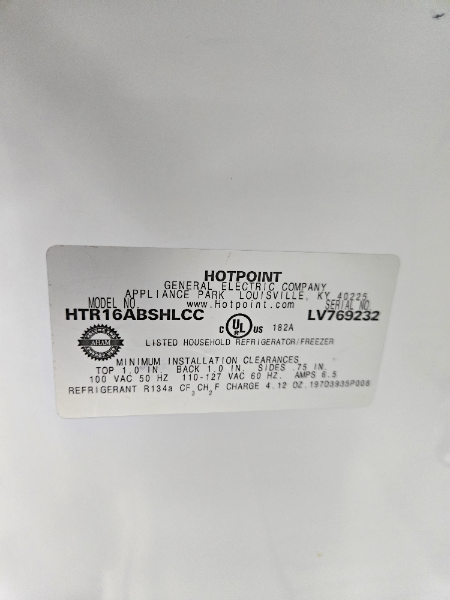 HOTPOINT
GENERAL ELECTRIC COMPANY
APPLIANCE PARK LOUISVILLE, KY 40225
MODEL NO. www.Hotpoint.com SERIAL NO.
HTR16ABSHLCC C UL US 182A LV769232
AHAM
LISTED HOUSEHOLD REFRIGERATOR/FREEZER
MINIMUM INSTALLATION CLEARANCES
TOP 1.0 IN. BACK 1.0 IN. SIDES .75 IN.
100 VAC 50 HZ 110-127 VAC 60 HZ. AMPS 6.5
REFRIGERANT R134a CF3CH2F CHARGE 4.12 OZ. 197D3935P008